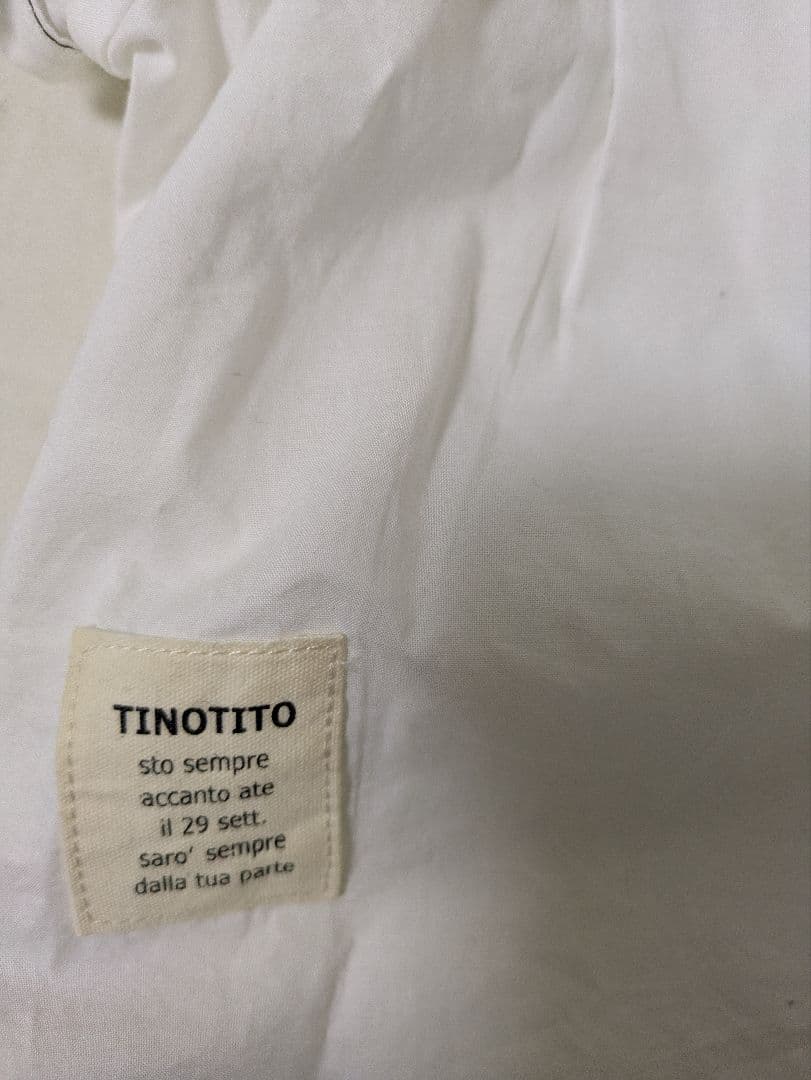 TINOTITO
sto sempre
accanto ate
il 29 sett.
saro' sempre
dalla tua parte